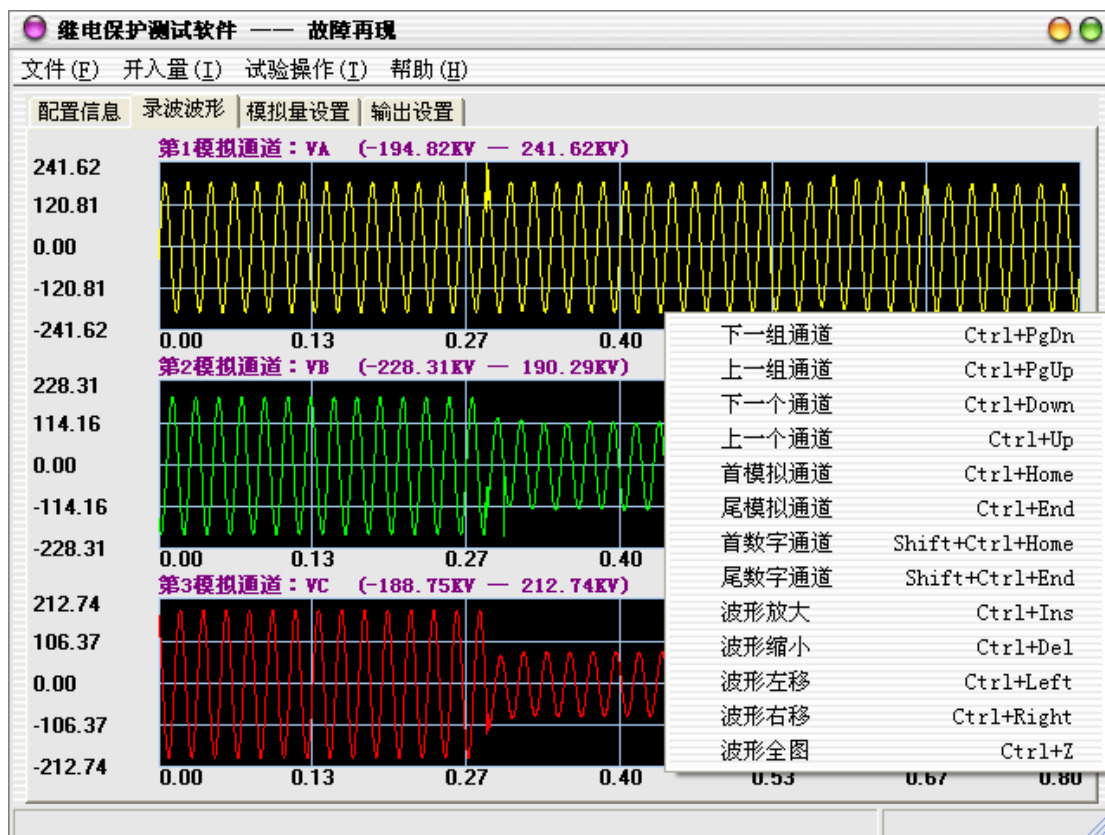 继电保护测试软件 —— 故障再现
文件(F) 开入量(I) 试验操作(T) 帮助(H)
配置信息 录波波形 模拟量设置 输出设置
第1模拟通道：VA (-194.82KV — 241.62KV)
241.62
120.81
0.00
-120.81
-241.62
0.00 0.13 0.27 0.40
第2模拟通道：VB (-228.31KV — 190.29KV)
228.31
114.16
0.00
-114.16
-228.31
0.00 0.13 0.27 0.40
第3模拟通道：VC (-188.75KV — 212.74KV)
212.74
106.37
0.00
-106.37
-212.74
0.00 0.13 0.27 0.40 0.53 0.67 0.80
下一组通道 Ctrl+PgDn
上一组通道 Ctrl+PgUp
下一个通道 Ctrl+Down
上一个通道 Ctrl+Up
首模拟通道 Ctrl+Home
尾模拟通道 Ctrl+End
首数字通道 Shift+Ctrl+Home
尾数字通道 Shift+Ctrl+End
波形放大 Ctrl+Ins
波形缩小 Ctrl+Del
波形左移 Ctrl+Left
波形右移 Ctrl+Right
波形全图 Ctrl+Z